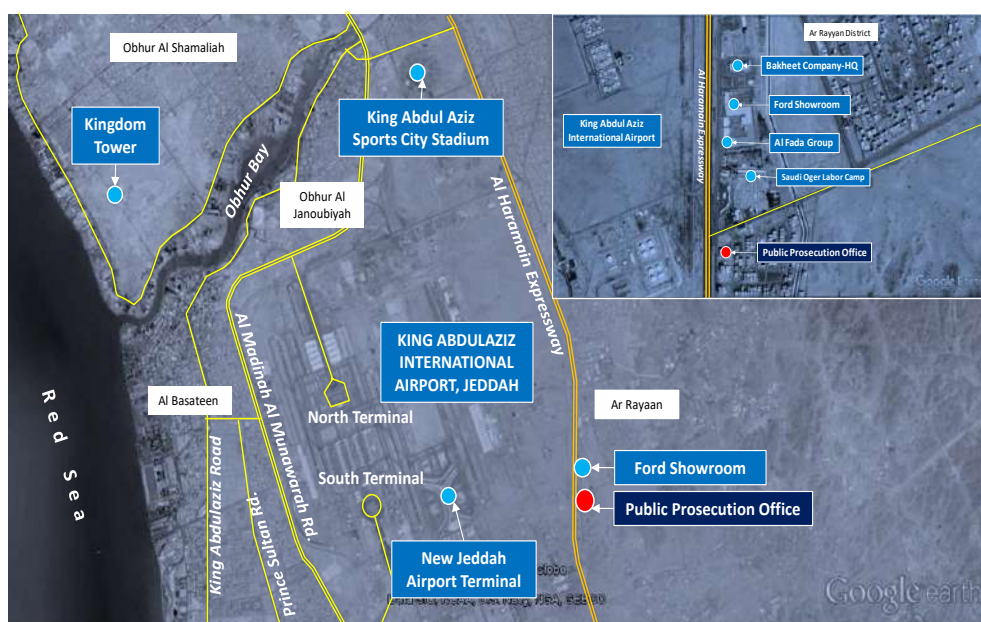 Obhur Al Shamaliah
Kingdom
Tower
King Abdul Aziz
Sports City Stadium
Obhur Bay
Obhur Al
Janoubiyah
Al Haramain Expressway
KING ABDULAZIZ
INTERNATIONAL
AIRPORT, JEDDAH
Al Madinah Al Munawarah Rd.
Al Basateen
North Terminal
South Terminal
King Abdulaziz Road
Prince Sultan Rd.
Red Sea
New Jeddah
Airport Terminal
Ar Rayaan
Ford Showroom
Public Prosecution Office
Google earth
Ar Rayyan District
Bakheet Company-HQ
Ford Showroom
Al Fada Group
Saudi Oger Labor Camp
Public Prosecution Office
King Abdul Aziz
International Airport
Al Haramain Expressway
Google earth